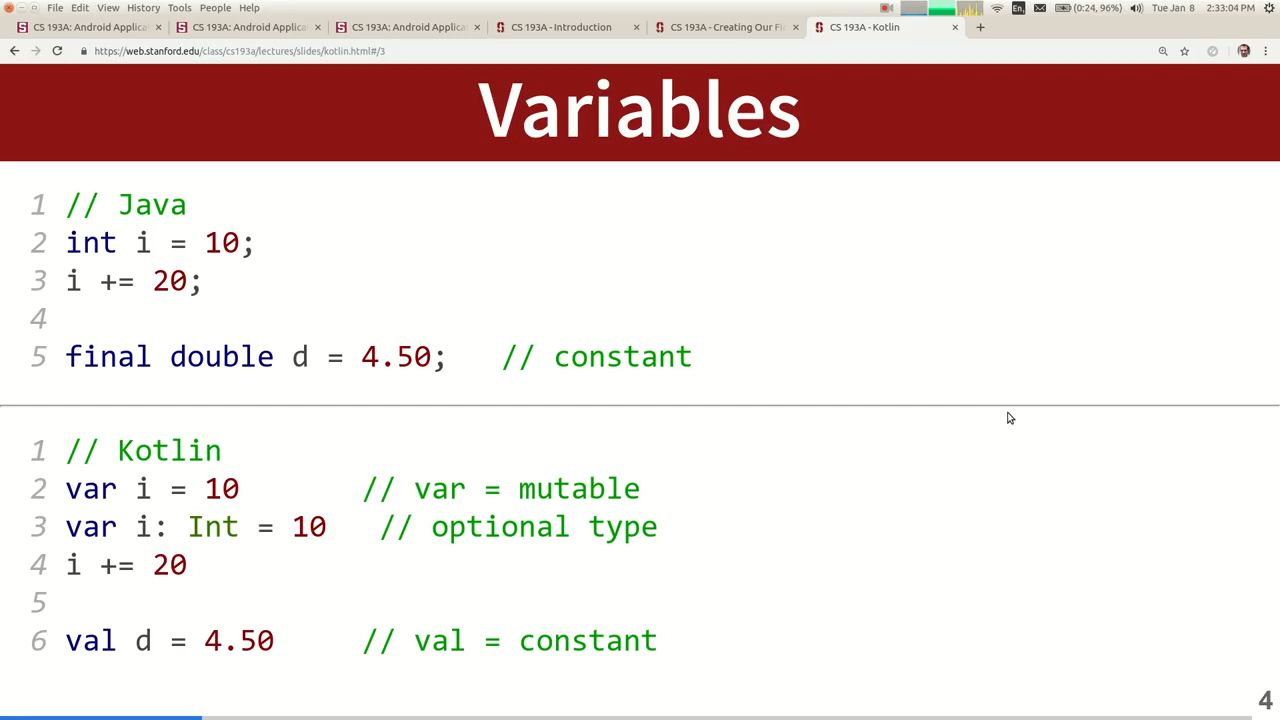 File Edit View History Tools People Help
En
(0:24, 96%)
Tue Jan 8 2:33:04 PM
CS 193A: Android Applica
CS 193A: Android Applica
CS 193A: Android Applica
CS 193A - Introduction
CS 193A - Creating Our Fi
CS 193A - Kotlin
https://web.stanford.edu/class/cs193a/lectures/slides/kotlin.html#/3
Variables
1 // Java
2 int i = 10;
3 i += 20;
4
5 final double d = 4.50; // constant
1 // Kotlin
2 var i = 10 // var = mutable
3 var i: Int = 10 // optional type
4 i += 20
5
6 val d = 4.50 // val = constant
4